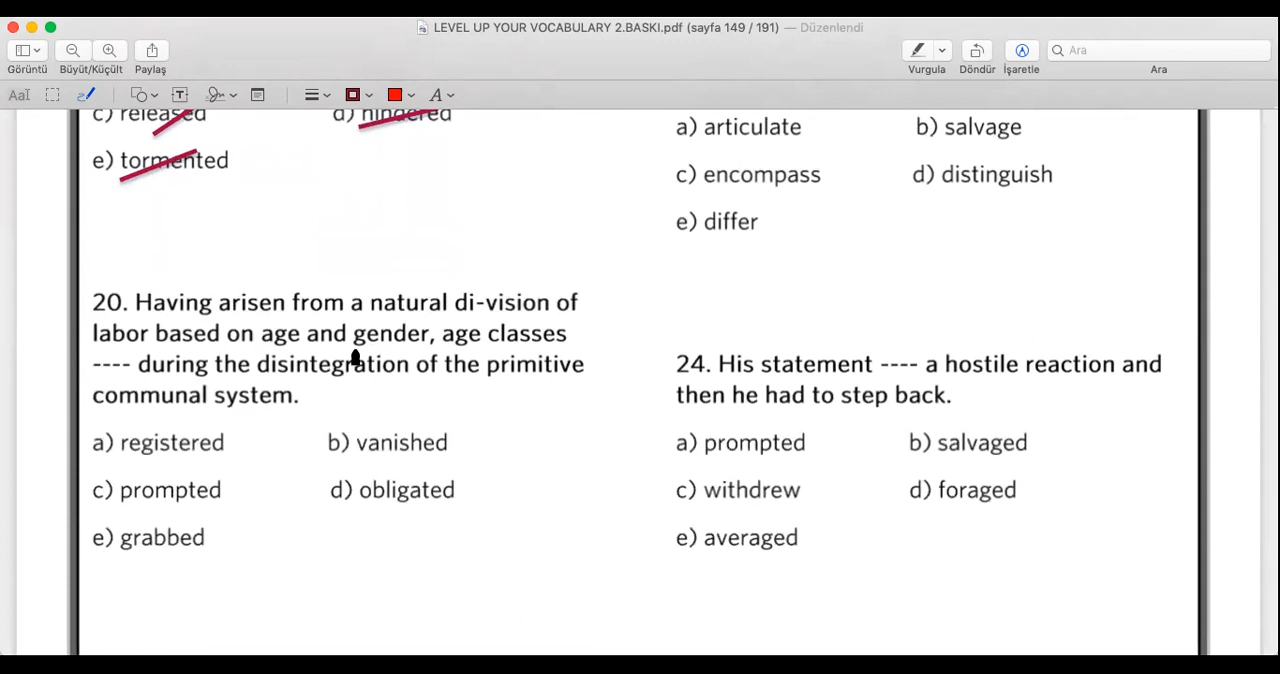 LEVEL UP YOUR VOCABULARY 2.BASKI.pdf (sayfa 149 / 191) — Düzenlendi
Görüntü Büyüt/Küçült Paylaş Vurgula Döndür İşaretle Ara
Ara
c) released d) hindered
e) tormented
20. Having arisen from a natural di-vision of
labor based on age and gender, age classes
---- during the disintegration of the primitive
communal system.
a) registered b) vanished
c) prompted d) obligated
e) grabbed
a) articulate b) salvage
c) encompass d) distinguish
e) differ
24. His statement ---- a hostile reaction and
then he had to step back.
a) prompted b) salvaged
c) withdrew d) foraged
e) averaged